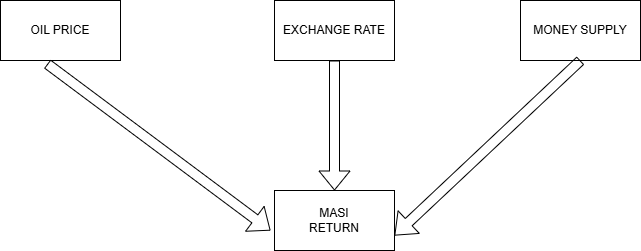 OIL PRICE
EXCHANGE RATE
MONEY SUPPLY
MASI
RETURN